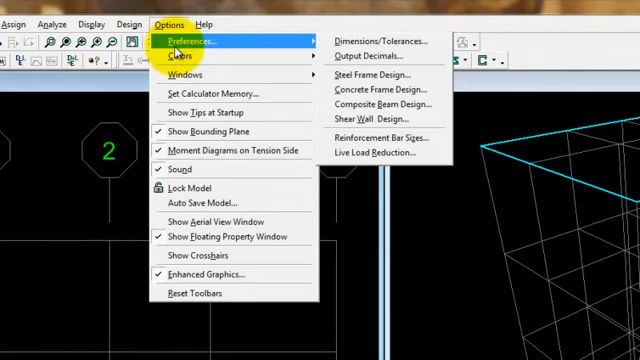 Assign Analyze Display Design Options Help
Preferences...
Colors
Windows
Set Calculator Memory...
Show Tips at Startup
Show Bounding Plane
Moment Diagrams on Tension Side
Sound
Lock Model
Auto Save Model...
Show Aerial View Window
Show Floating Property Window
Show Crosshairs
Enhanced Graphics...
Reset Toolbars
Dimensions/Tolerances...
Output Decimals...
Steel Frame Design...
Concrete Frame Design...
Composite Beam Design...
Shear Wall Design...
Reinforcement Bar Sizes...
Live Load Reduction...
2